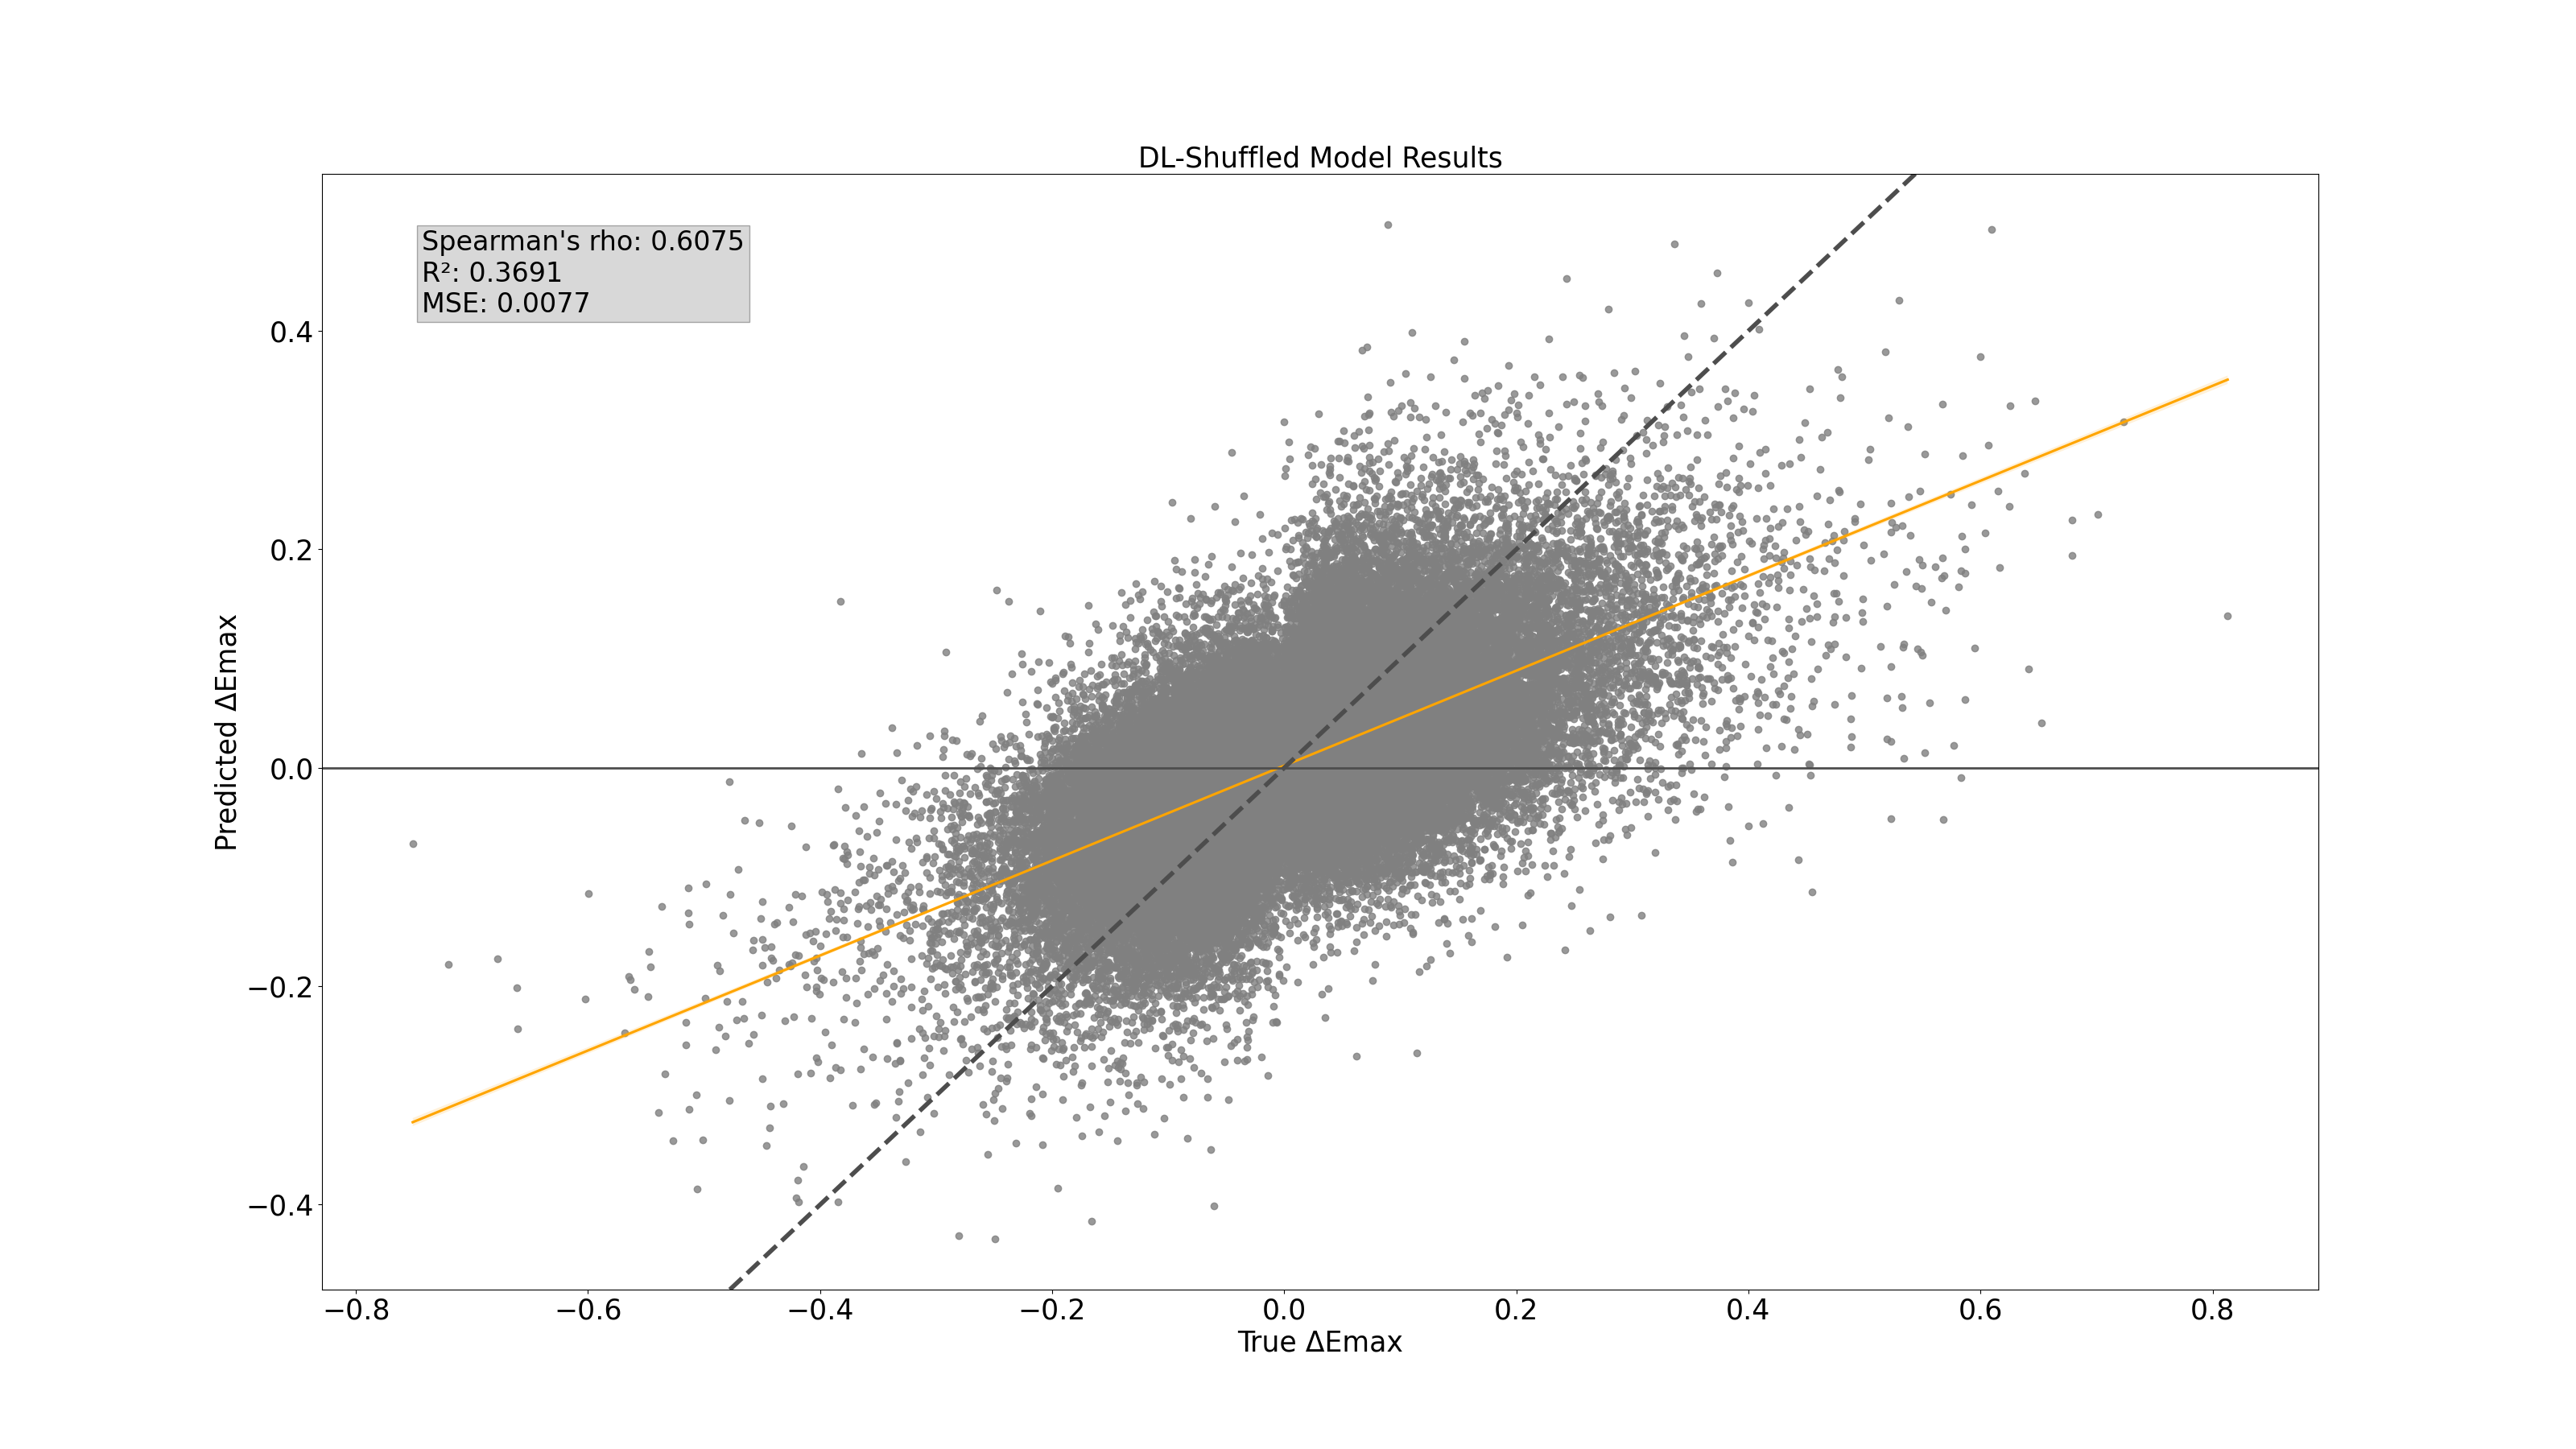 DL-Shuffled Model Results
Spearman's rho: 0.6075
R²: 0.3691
MSE: 0.0077
Predicted ΔEmax
0.4
0.2
0.0
−0.2
−0.4
−0.8 −0.6 −0.4 −0.2 0.0 0.2 0.4 0.6 0.8
True ΔEmax